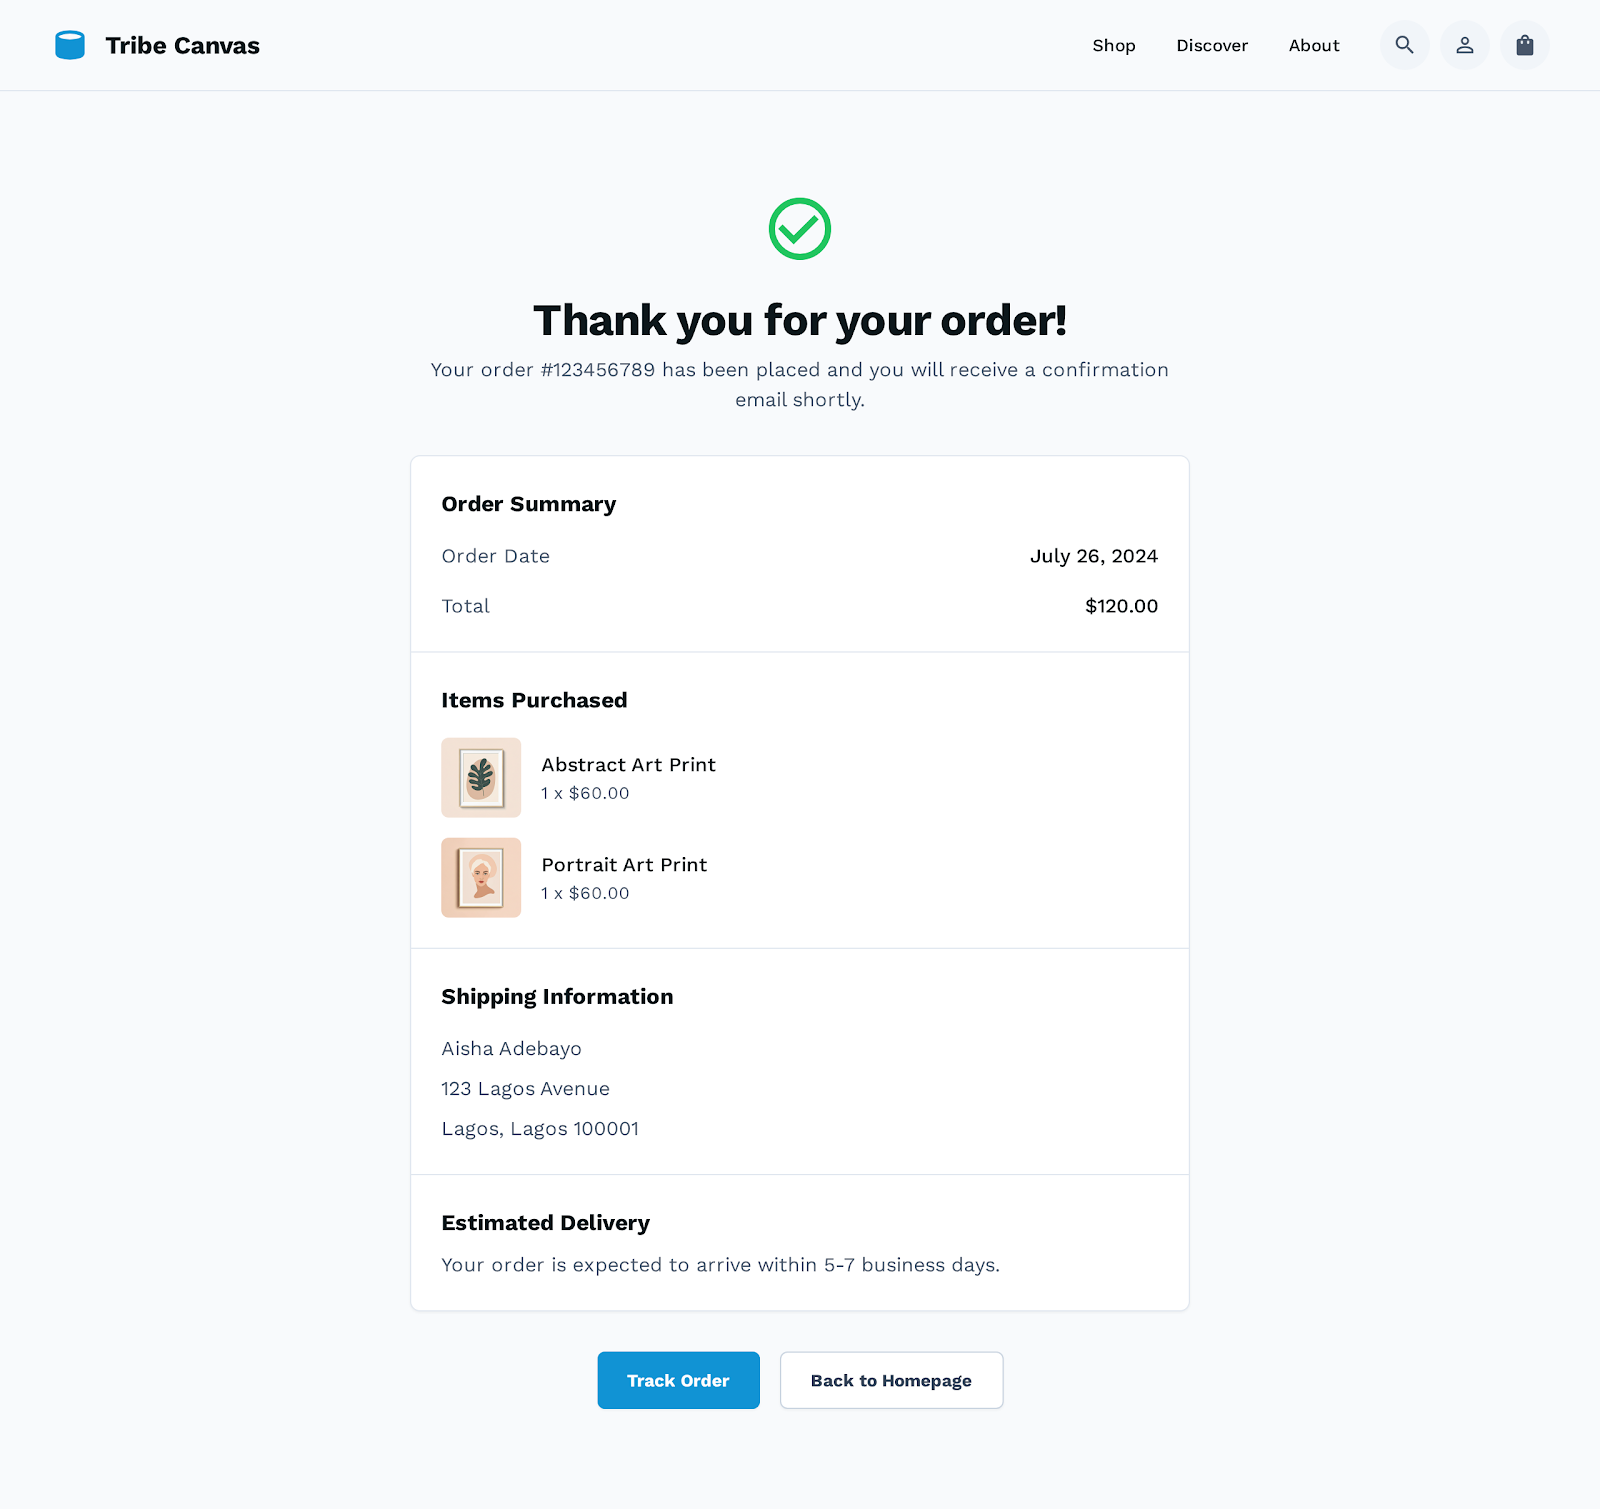 Tribe Canvas
Shop
Discover
About
Thank you for your order!
Your order #123456789 has been placed and you will receive a confirmation
email shortly.
Order Summary
Order Date
July 26, 2024
Total
$120.00
Items Purchased
Abstract Art Print
1 x $60.00
Portrait Art Print
1 x $60.00
Shipping Information
Aisha Adebayo
123 Lagos Avenue
Lagos, Lagos 100001
Estimated Delivery
Your order is expected to arrive within 5-7 business days.
Track Order
Back to Homepage